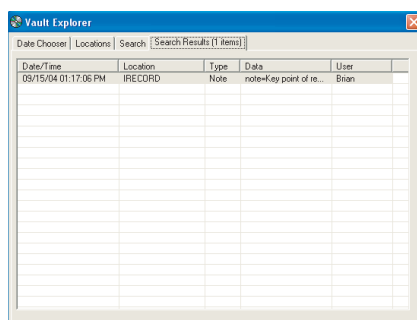 Vault Explorer
Date Chooser Locations Search Search Results (1 items)
Date/Time Location Type Data User
09/15/04 01:17:06 PM IRECORD Note note=Key point of re... Brian